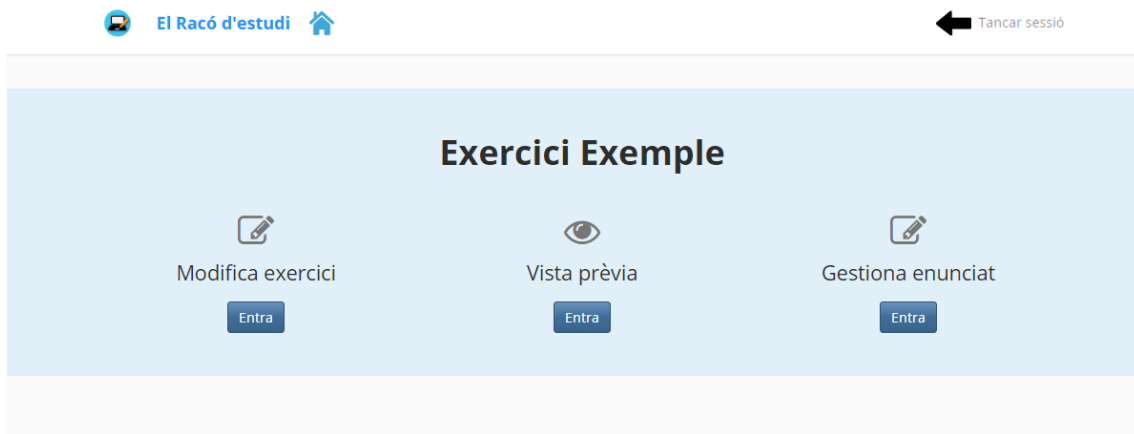 El Racó d'estudi
Tancar sessió
Exercici Exemple
Modifica exercici
Vista prèvia
Gestiona enunciat
Entra
Entra
Entra